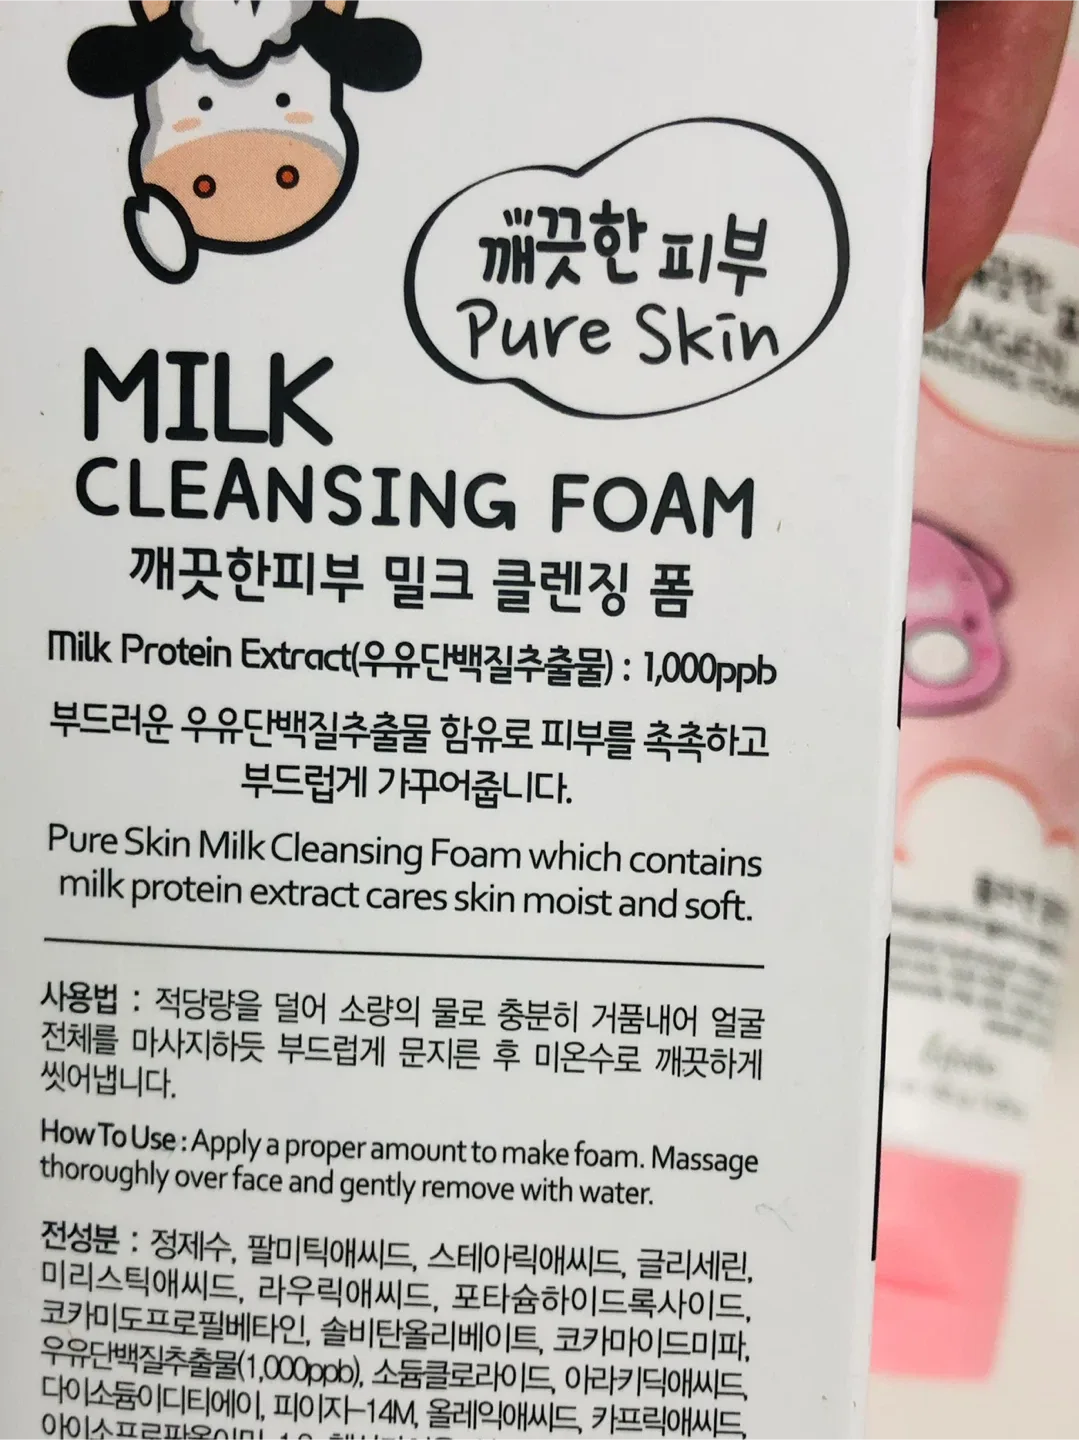 깨끗한 피부
Pure Skin
MILK
CLEANSING FOAM
깨끗한피부 밀크 클렌징 폼
Milk Protein Extract(우유단백질추출물) : 1,000ppb
부드러운 우유단백질추출물 함유로 피부를 촉촉하고
부드럽게 가꾸어줍니다.
Pure Skin Milk Cleansing Foam which contains
milk protein extract cares skin moist and soft.
사용법 : 적당량을 덜어 소량의 물로 충분히 거품내어 얼굴
전체를 마사지하듯 부드럽게 문지른 후 미온수로 깨끗하게
씻어냅니다.
How To Use : Apply a proper amount to make foam. Massage
thoroughly over face and gently remove with water.
전성분 : 정제수, 팔미틱애씨드, 스테아릭애씨드, 글리세린,
미리스틱애씨드, 라우릭애씨드, 포타슘하이드록사이드,
코카미도프로필베타인, 솔비탄올리베이트, 코카마이드미파,
우유단백질추출물(1,000ppb), 소듐클로라이드, 아라키딕애씨드,
다이소듐이디티에이, 피이지-14M, 올레익애씨드, 카프릭애씨드,